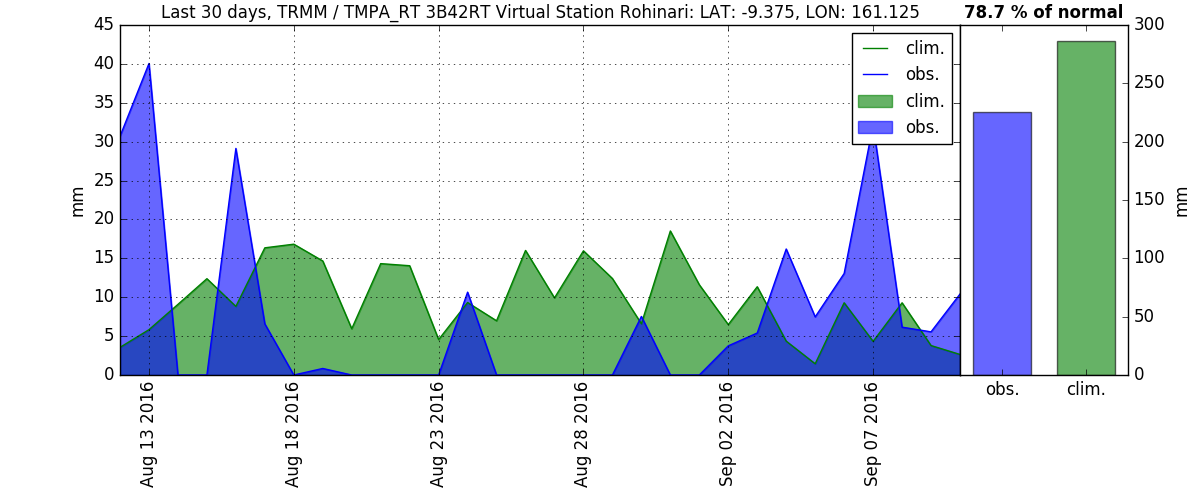 Last 30 days, TRMM / TMPA_RT 3B42RT Virtual Station Rohinari: LAT: -9.375, LON: 161.125
78.7 % of normal
45
40
35
30
25
20
15
10
5
0
mm
clim.
obs.
clim.
obs.
Aug 13 2016
Aug 18 2016
Aug 23 2016
Aug 28 2016
Sep 02 2016
Sep 07 2016
300
250
200
150
100
50
0
mm
obs.
clim.